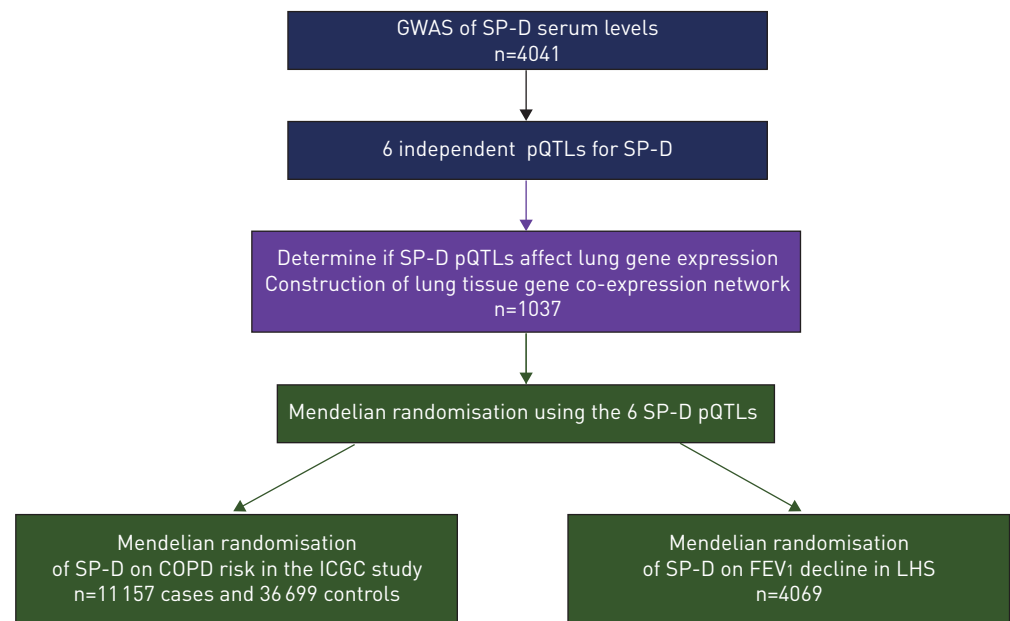 GWAS of SP-D serum levels
n=4041
6 independent pQTLs for SP-D
Determine if SP-D pQTLs affect lung gene expression
Construction of lung tissue gene co-expression network
n=1037
Mendelian randomisation using the 6 SP-D pQTLs
Mendelian randomisation
of SP-D on COPD risk in the ICGC study
n=11 157 cases and 36 699 controls
Mendelian randomisation
of SP-D on FEV1 decline in LHS
n=4069